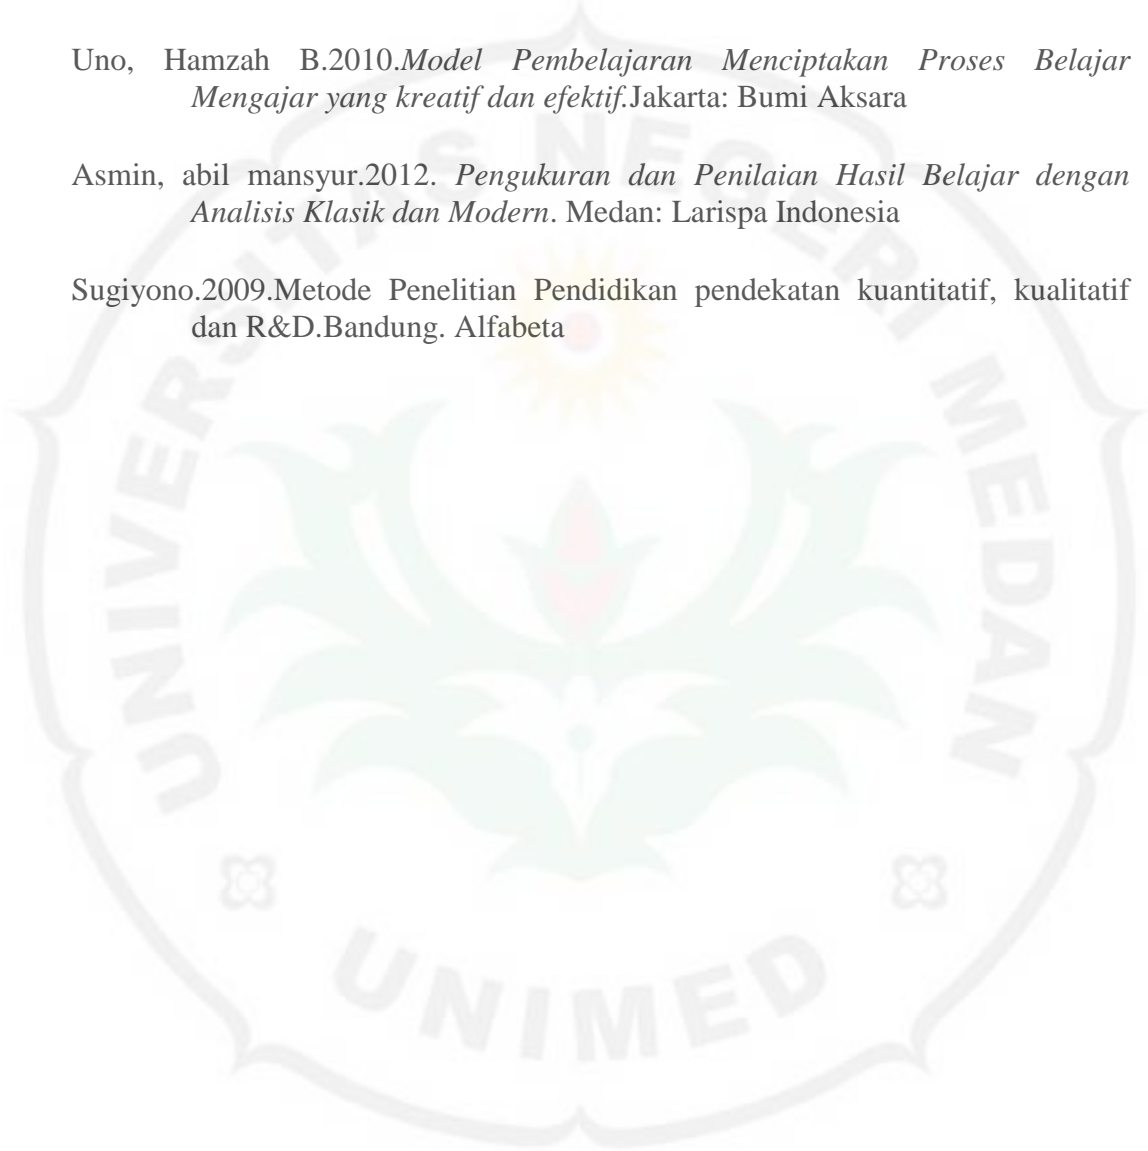 Uno, Hamzah B.2010.Model Pembelajaran Menciptakan Proses Belajar
Mengajar yang kreatif dan efektif.Jakarta: Bumi Aksara
Asmin, abil mansyur.2012. Pengukuran dan Penilaian Hasil Belajar dengan
Analisis Klasik dan Modern. Medan: Larispa Indonesia
Sugiyono.2009.Metode Penelitian Pendidikan pendekatan kuantitatif, kualitatif
dan R&D.Bandung. Alfabeta
UNIVERSITAS NEGERI MEDAN
UNIMED